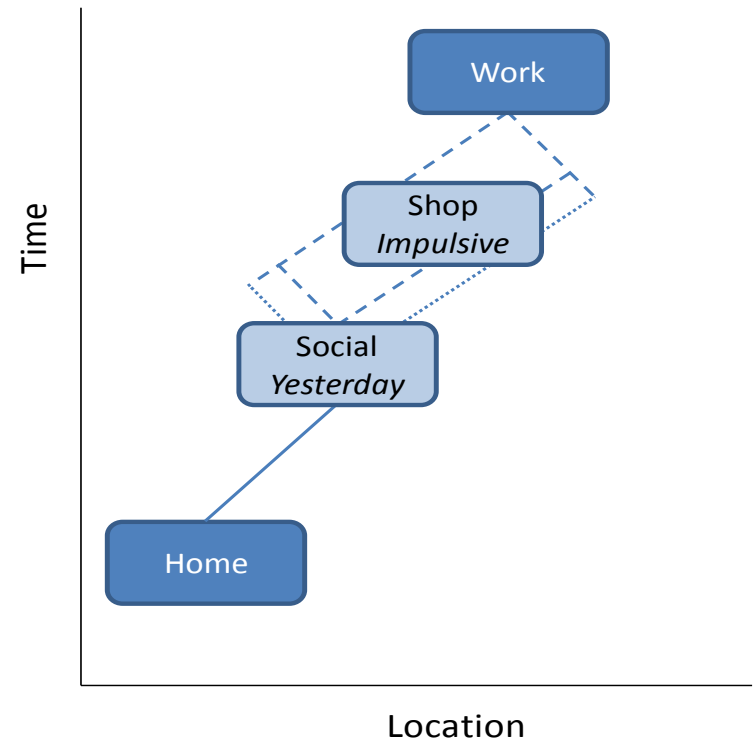 Work
Shop
Impulsive
Time
Social
Yesterday
Home
Location